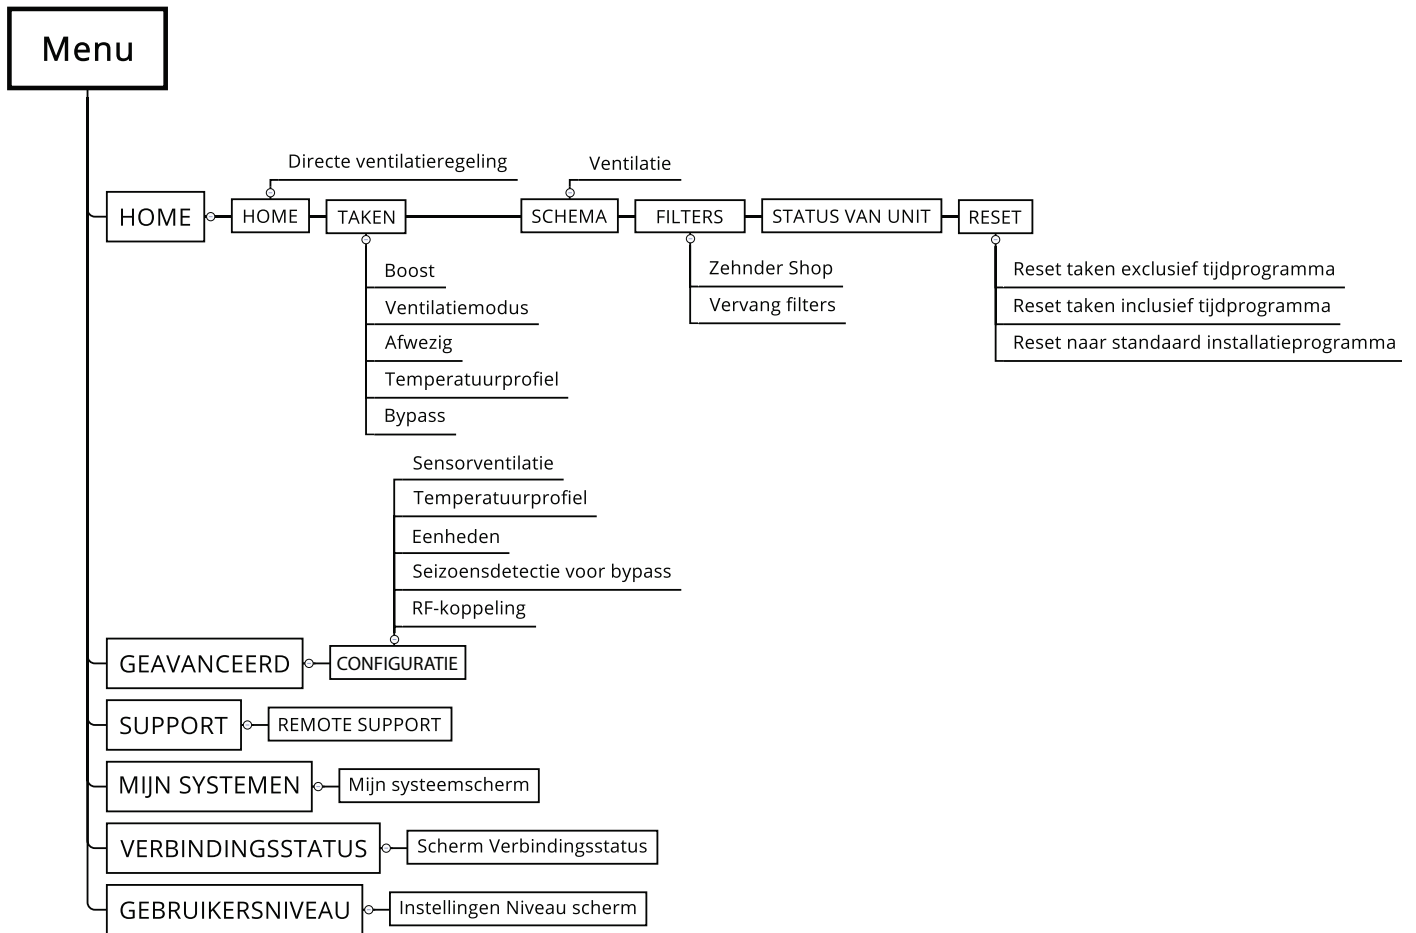 Menu
Directe ventilatieregeling
Ventilatie
HOME
HOME
TAKEN
SCHEMA
FILTERS
STATUS VAN UNIT
RESET
Boost
Ventilatiemodus
Afwezig
Temperatuurprofiel
Bypass
Zehnder Shop
Vervang filters
Reset taken exclusief tijdprogramma
Reset taken inclusief tijdprogramma
Reset naar standaard installatieprogramma
Sensorventilatie
Temperatuurprofiel
Eenheden
Seizoensdetectie voor bypass
RF-koppeling
GEAVANCEERD
CONFIGURATIE
SUPPORT
REMOTE SUPPORT
MIJN SYSTEMEN
Mijn systeemscherm
VERBINDINGSSTATUS
Scherm Verbindingsstatus
GEBRUIKERSNIVEAU
Instellingen Niveau scherm